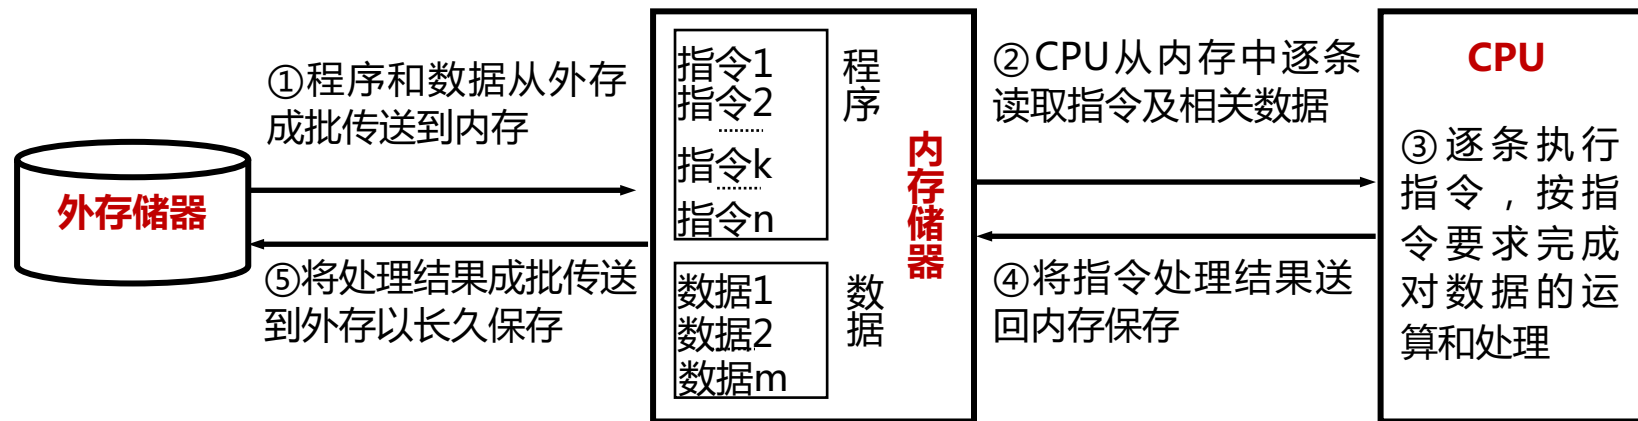 外存储器
①程序和数据从外存
成批传送到内存
⑤将处理结果成批传送
到外存以长久保存
指令1
指令2
指令k
指令n
程
序
数据1
数据2
数据m
数
据
内
存
储
器
②CPU从内存中逐条
读取指令及相关数据
④将指令处理结果送
回内存保存
CPU
③逐条执行
指令，按指
令要求完成
对数据的运
算和处理